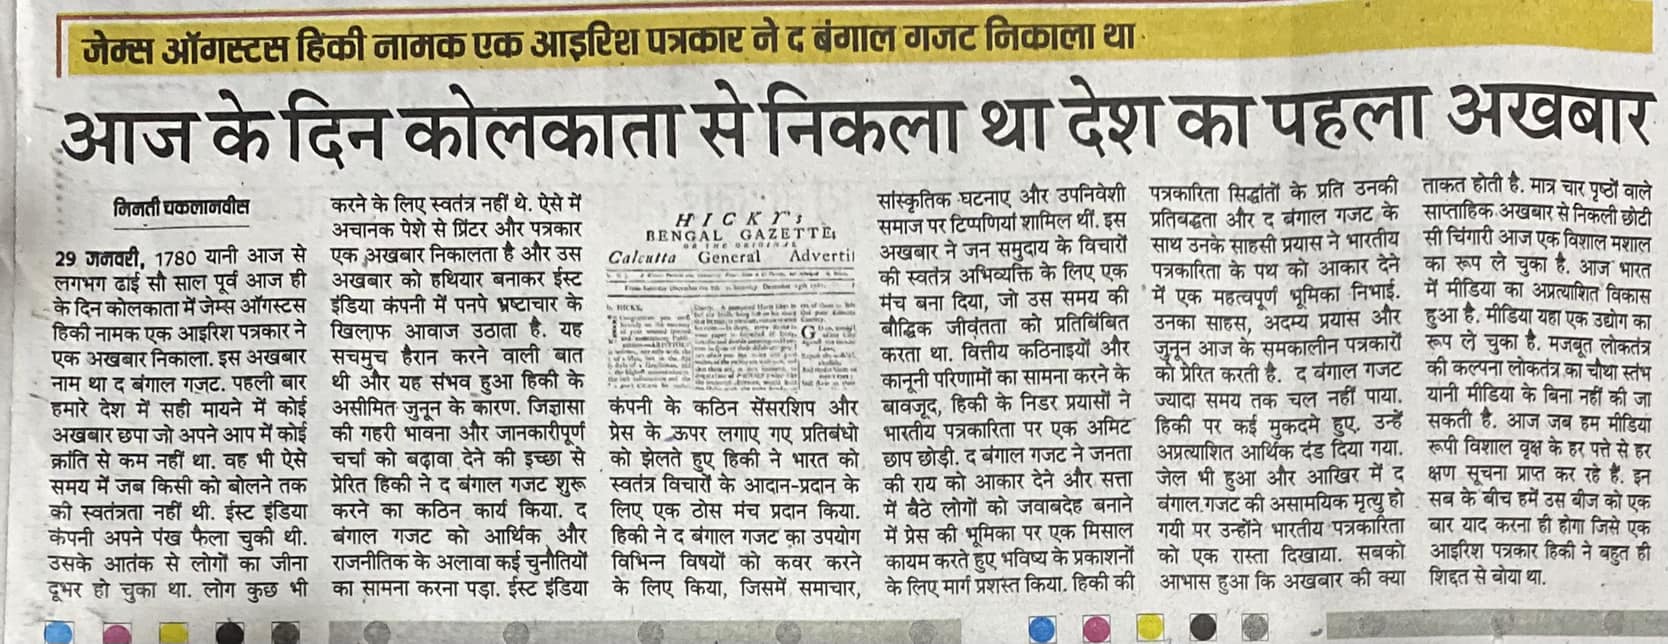 जेम्स ऑगस्टस हिकी नामक एक आइरिश पत्रकार ने द बंगाल गजट निकाला था
आज के दिन कोलकाता से निकला था देश का पहला अखबार
मिनती पकलानवीस
29 जनवरी, 1780 यानी आज से
लगभग ढाई सौ साल पूर्व आज ही
के दिन कोलकाता में जेम्स ऑगस्टस
हिकी नामक एक आइरिश पत्रकार ने
एक अखबार निकाला. इस अखबार
नाम था द बंगाल गजट. पहली बार
हमारे देश में सही मायने में कोई
अखबार छपा जो अपने आप में कोई
क्रांति से कम नहीं था. वह भी ऐसे
समय में जब किसी को बोलने तक
की स्वतंत्रता नहीं थी. ईस्ट इंडिया
कंपनी अपने पंख फैला चुकी थी.
उसके आतंक से लोगों का जीना
दूभर हो चुका था. लोग कुछ भी
करने के लिए स्वतंत्र नहीं थे. ऐसे में
अचानक पेशे से प्रिंटर और पत्रकार
एक अखबार निकालता है और उस
अखबार को हथियार बनाकर ईस्ट
इंडिया कंपनी में पनपे भ्रष्टाचार के
खिलाफ आवाज उठाता है. यह
सचमुच हैरान करने वाली बात
थी और यह संभव हुआ हिकी के
असीमित जुनून के कारण. जिज्ञासा
की गहरी भावना और जानकारीपूर्ण
चर्चा को बढ़ावा देने की इच्छा से
प्रेरित हिकी ने द बंगाल गजट शुरू
करने का कठिन कार्य किया. द
बंगाल गजट को आर्थिक और
राजनीतिक के अलावा कई चुनौतियों
का सामना करना पड़ा. ईस्ट इंडिया
HICKY's
BENGAL GAZETTE;
OR THE ORIGINAL
Calcutta General Advertis
कंपनी के कठिन सेंसरशिप और
प्रेस के ऊपर लगाए गए प्रतिबंधो
को झेलते हुए हिकी ने भारत को
स्वतंत्र विचारों के आदान-प्रदान के
लिए एक ठोस मंच प्रदान किया.
हिकी ने द बंगाल गजट का उपयोग
विभिन्न विषयों को कवर करने
के लिए किया, जिसमें समाचार,
सांस्कृतिक घटनाए और उपनिवेशी
समाज पर टिप्पणियां शामिल थीं. इस
अखबार ने जन समुदाय के विचारों
की स्वतंत्र अभिव्यक्ति के लिए एक
मंच बना दिया, जो उस समय की
बौद्धिक जीवंतता को प्रतिबिंबित
करता था. वित्तीय कठिनाइयों और
कानूनी परिणामों का सामना करने के
बावजूद, हिकी के निडर प्रयासों ने
भारतीय पत्रकारिता पर एक अमिट
छाप छोड़ी. द बंगाल गजट ने जनता
की राय को आकार देने और सत्ता
में बैठे लोगों को जवाबदेह बनाने
में प्रेस की भूमिका पर एक मिसाल
कायम करते हुए भविष्य के प्रकाशनों
के लिए मार्ग प्रशस्त किया. हिकी की
पत्रकारिता सिद्धांतों के प्रति उनकी
प्रतिबद्धता और द बंगाल गजट के
साथ उनके साहसी प्रयास ने भारतीय
पत्रकारिता के पथ को आकार देने
में एक महत्वपूर्ण भूमिका निभाई.
उनका साहस, अदम्य प्रयास और
जुनून आज के समकालीन पत्रकारों
को प्रेरित करती है. द बंगाल गजट
ज्यादा समय तक चल नहीं पाया.
हिकी पर कई मुकदमे हुए. उन्हें
अप्रत्याशित आर्थिक दंड दिया गया.
जेल भी हुआ और आखिर में द
बंगाल गजट की असामयिक मृत्यु हो
गयी पर उन्होंने भारतीय पत्रकारिता
को एक रास्ता दिखाया. सबको
आभास हुआ कि अखबार की क्या
ताकत होती है. मात्र चार पृष्ठों वाले
साप्ताहिक अखबार से निकली छोटी
सी चिंगारी आज एक विशाल मशाल
का रूप ले चुका है. आज भारत
में मीडिया का अप्रत्याशित विकास
हुआ है. मीडिया यहा एक उद्योग का
रूप ले चुका है. मजबूत लोकतंत्र
की कल्पना लोकतंत्र का चौथा स्तंभ
यानी मीडिया के बिना नहीं की जा
सकती है. आज जब हम मीडिया
रूपी विशाल वृक्ष के हर पत्ते से हर
क्षण सूचना प्राप्त कर रहे हैं. इन
सब के बीच हमें उस बीज को एक
बार याद करना ही होगा जिसे एक
आइरिश पत्रकार हिकी ने बहुत ही
शिद्दत से बोया था.